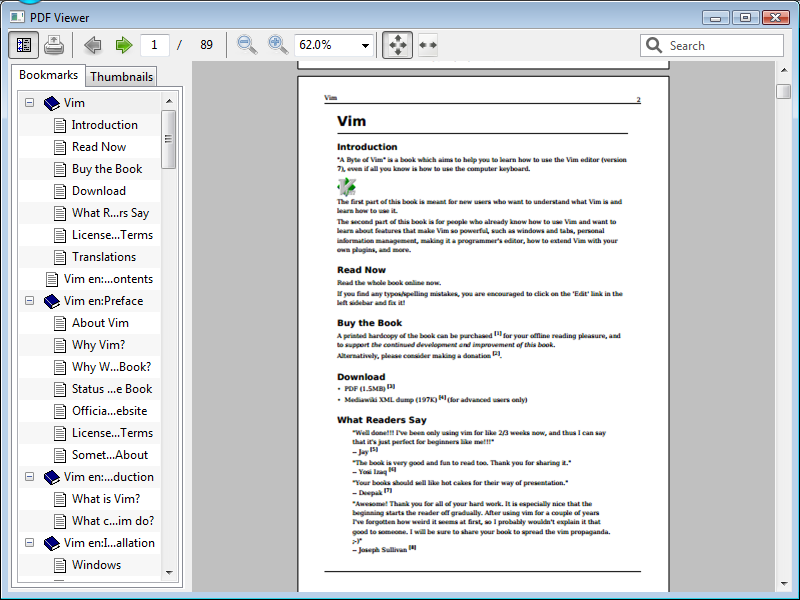 PDF Viewer
1 / 89 62.0% Search
Bookmarks Thumbnails
Vim
Introduction
Read Now
Buy the Book
Download
What R...rs Say
License...Terms
Translations
Vim en:...ontents
Vim en:Preface
About Vim
Why Vim?
Why W...Book?
Status ...e Book
Officia...ebsite
License...Terms
Somet...About
Vim en:...duction
What is Vim?
What c...im do?
Vim en:I...allation
Windows
Vim 2
Vim
Introduction
"A Byte of Vim" is a book which aims to help you to learn how to use the Vim editor (version
7), even if all you know is how to use the computer keyboard.
The first part of this book is meant for new users who want to understand what Vim is and
learn how to use it.
The second part of this book is for people who already know how to use Vim and want to
learn about features that make Vim so powerful, such as windows and tabs, personal
information management, making it a programmer's editor, how to extend Vim with your
own plugins, and more.
Read Now
Read the whole book online now.
If you find any typos/spelling mistakes, you are encouraged to click on the 'Edit' link in the
left sidebar and fix it!
Buy the Book
A printed hardcopy of the book can be purchased [1] for your offline reading pleasure, and
to support the continued development and improvement of this book.
Alternatively, please consider making a donation [2].
Download
• PDF (1.5MB) [3]
• Mediawiki XML dump (197K) [4] (for advanced users only)
What Readers Say
"Well done!!! I've been only using vim for like 2/3 weeks now, and thus I can say
that it's just perfect for beginners like me!!!"
-- Jay [5]
"The book is very good and fun to read too. Thank you for sharing it."
-- Yosi Izaq [6]
"Your books should sell like hot cakes for their way of presentation."
-- Deepak [7]
"Awesome! Thank you for all of your hard work. It is especially nice that the
beginning starts the reader off gradually. After using vim for a couple of years
I've forgotten how weird it seems at first, so I probably wouldn't explain it that
good to someone. I will be sure to share your book to spread the vim propaganda.
;-)"
-- Joseph Sullivan [8]